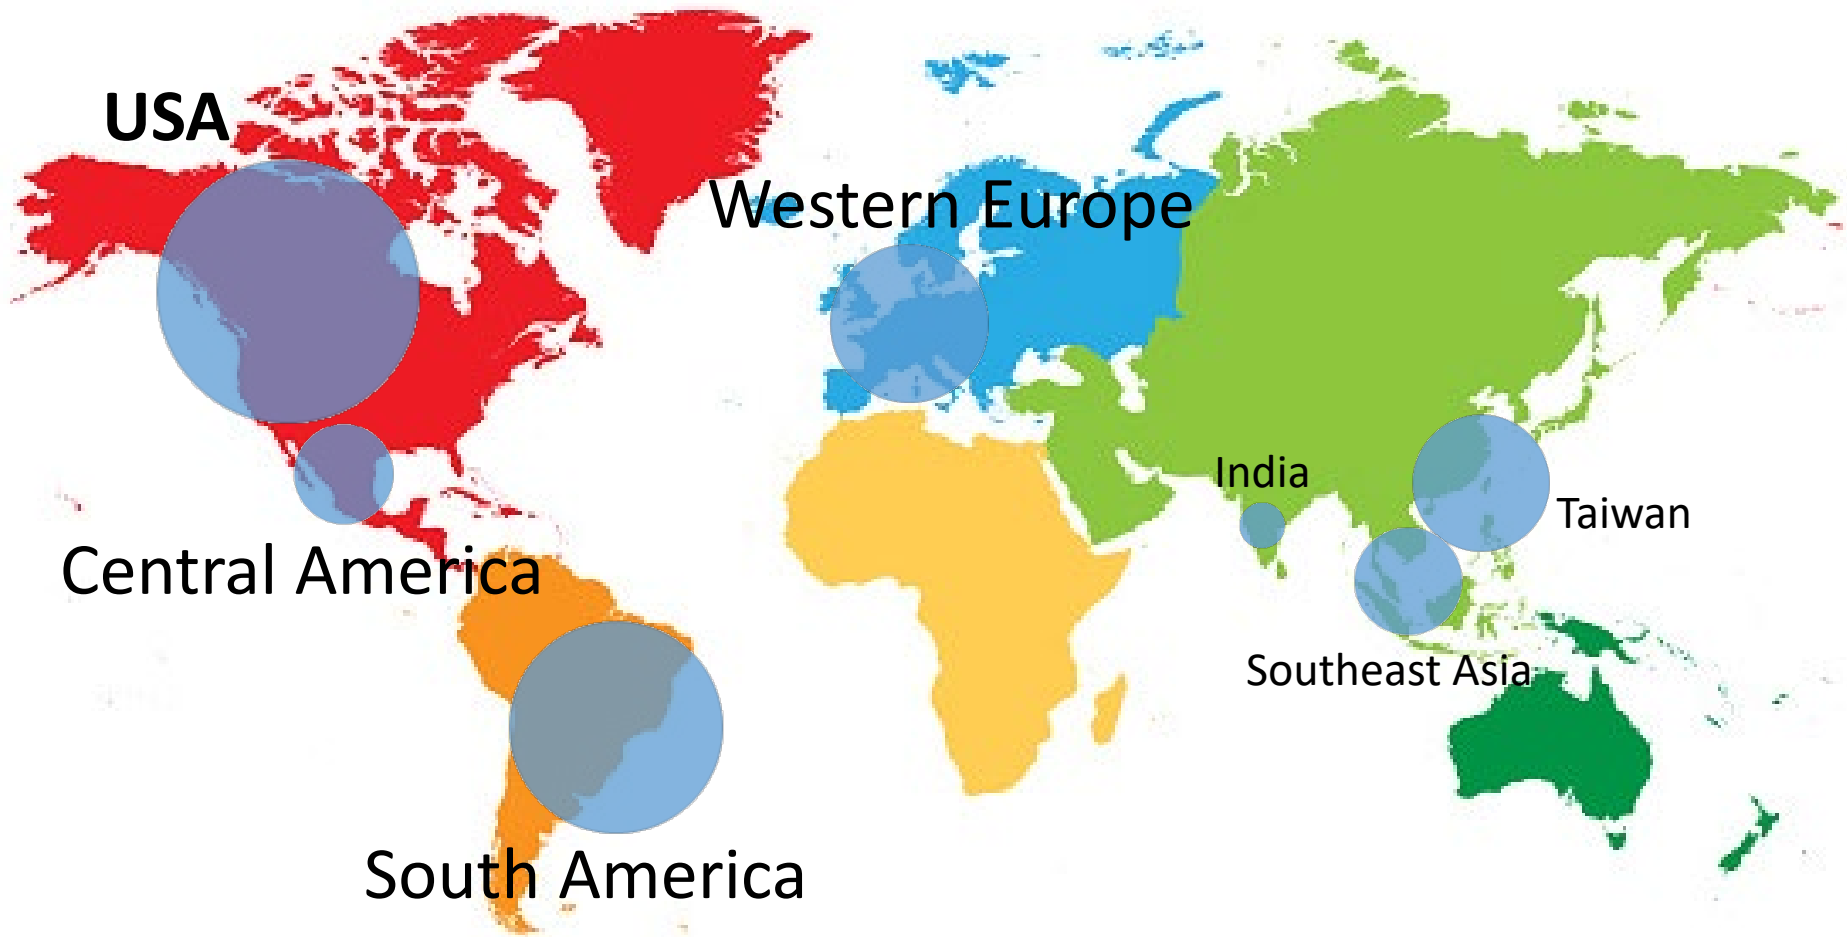 USA
Western Europe
India
Taiwan
Central America
Southeast Asia
South America